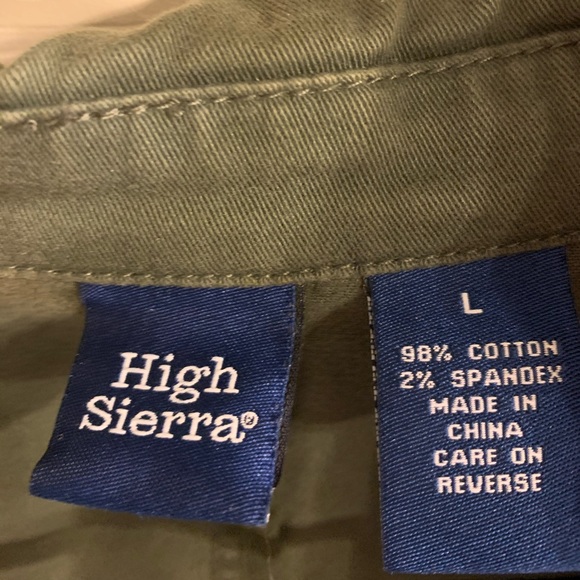 High
Sierra®
L
98% COTTON
2% SPANDEX
MADE IN
CHINA
CARE ON
REVERSE